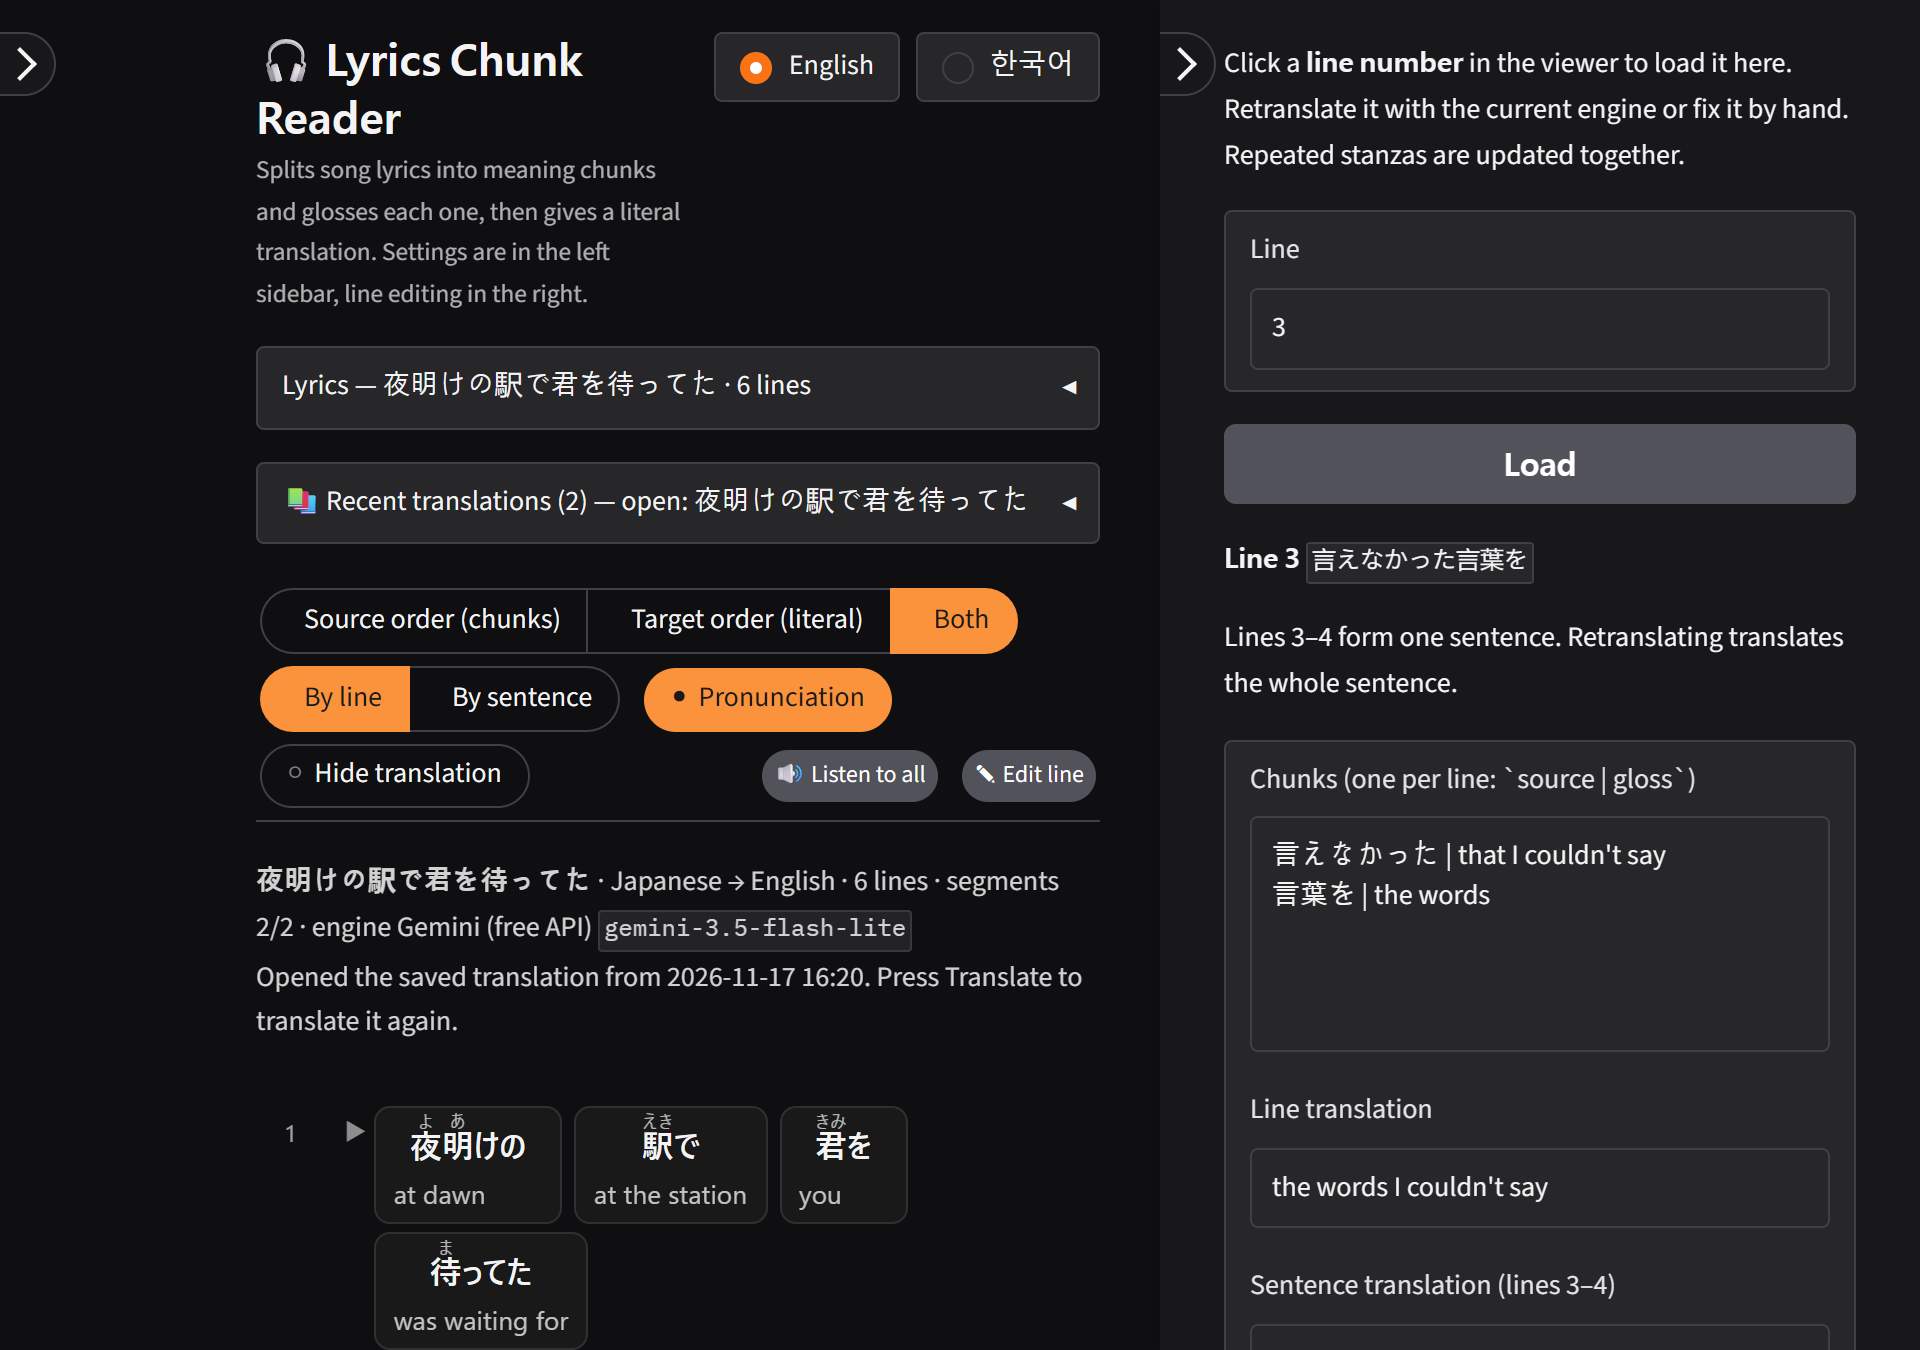 🎧 Lyrics Chunk
Reader
English
한국어
Splits song lyrics into meaning chunks
and glosses each one, then gives a literal
translation. Settings are in the left
sidebar, line editing in the right.
Lyrics — 夜明けの駅で君を待ってた · 6 lines
📚 Recent translations (2) — open: 夜明けの駅で君を待ってた
Source order (chunks)
Target order (literal)
Both
By line
By sentence
Pronunciation
Hide translation
🔊 Listen to all
✏️ Edit line
夜明けの駅で君を待ってた · Japanese → English · 6 lines · segments
2/2 · engine Gemini (free API) gemini-3.5-flash-lite
Opened the saved translation from 2026-11-17 16:20. Press Translate to
translate it again.
1
よ あ
夜明けの
at dawn
えき
駅で
at the station
きみ
君を
you
ま
待ってた
was waiting for
Click a line number in the viewer to load it here.
Retranslate it with the current engine or fix it by hand.
Repeated stanzas are updated together.
Line
3
Load
Line 3 言えなかった言葉を
Lines 3–4 form one sentence. Retranslating translates
the whole sentence.
Chunks (one per line: `source | gloss`)
言えなかった | that I couldn't say
言葉を | the words
Line translation
the words I couldn't say
Sentence translation (lines 3–4)